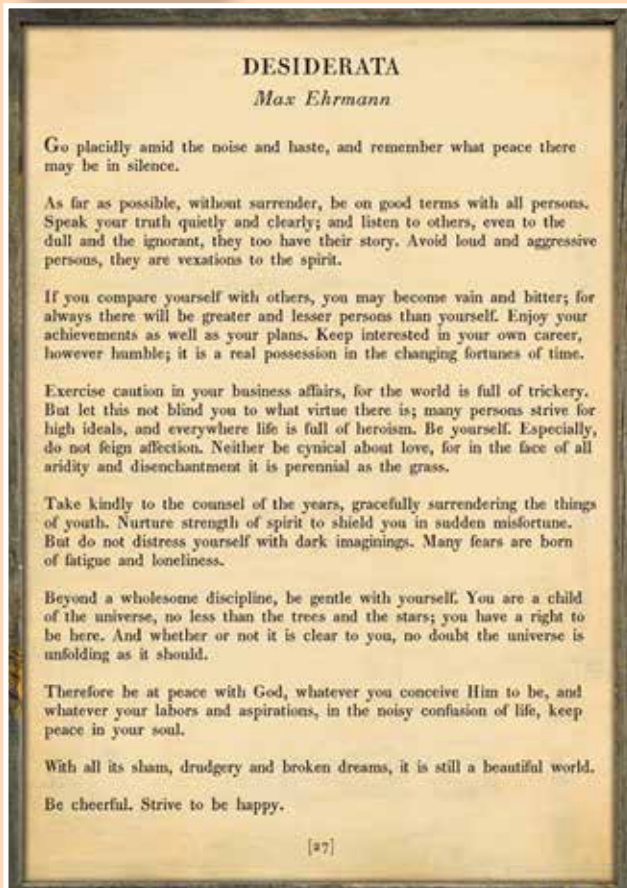 DESIDERATA
Max Ehrmann
Go placidly amid the noise and haste, and remember what peace there
may be in silence.
As far as possible, without surrender, be on good terms with all persons.
Speak your truth quietly and clearly; and listen to others, even to the
dull and the ignorant, they too have their story. Avoid loud and aggressive
persons, they are vexations to the spirit.
If you compare yourself with others, you may become vain and bitter; for
always there will be greater and lesser persons than yourself. Enjoy your
achievements as well as your plans. Keep interested in your own career,
however humble; it is a real possession in the changing fortunes of time.
Exercise caution in your business affairs, for the world is full of trickery.
But let this not blind you to what virtue there is; many persons strive for
high ideals, and everywhere life is full of heroism. Be yourself. Especially,
do not feign affection. Neither be cynical about love, for in the face of all
aridity and disenchantment it is perennial as the grass.
Take kindly to the counsel of the years, gracefully surrendering the things
of youth. Nurture strength of spirit to shield you in sudden misfortune.
But do not distress yourself with dark imaginings. Many fears are born
of fatigue and loneliness.
Beyond a wholesome discipline, be gentle with yourself. You are a child
of the universe, no less than the trees and the stars; you have a right to
be here. And whether or not it is clear to you, no doubt the universe is
unfolding as it should.
Therefore be at peace with God, whatever you conceive Him to be, and
whatever your labors and aspirations, in the noisy confusion of life, keep
peace in your soul.
With all its sham, drudgery and broken dreams, it is still a beautiful world.
Be cheerful. Strive to be happy.
[27]